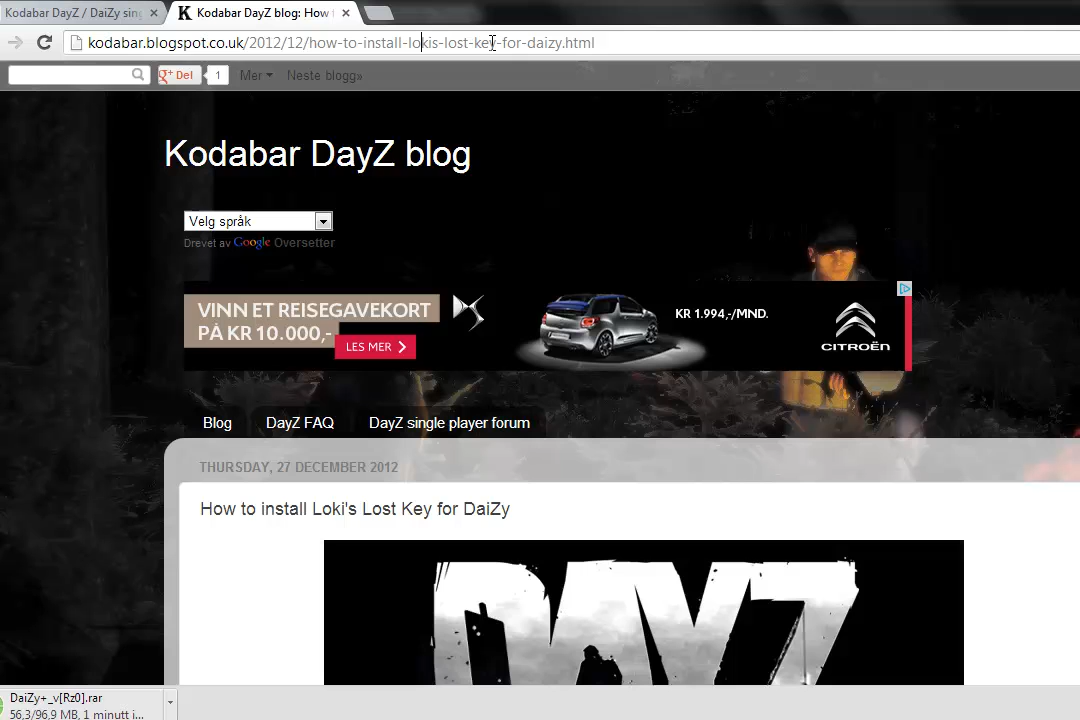 Kodabar DayZ / DaiZy sin
Kodabar DayZ blog: How
kodabar.blogspot.co.uk/2012/12/how-to-install-lokis-lost-key-for-daizy.html
g+ Del
1
Mer
Neste blogg»
Kodabar DayZ blog
Velg språk
Drevet av Google Oversetter
VINN ET REISEGAVEKORT
PÅ KR 10.000,-
LES MER
KR 1.994,-/MND.
CITROËN
Blog
DayZ FAQ
DayZ single player forum
THURSDAY, 27 DECEMBER 2012
How to install Loki's Lost Key for DaiZy
DAYZ
DaiZy+_v[Rz0].rar
56,3/96,9 MB, 1 minutt i...